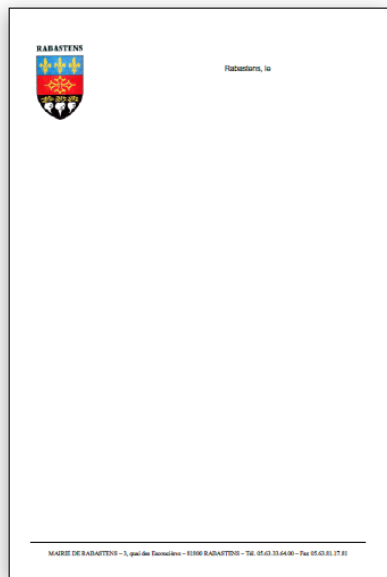 RABASTENS
Rabastens, le
MAIRIE DE RABASTENS – 3, quai des Escoussières – 81800 RABASTENS – Tél. 05.63.33.64.00 – Fax 05.63.81.17.81